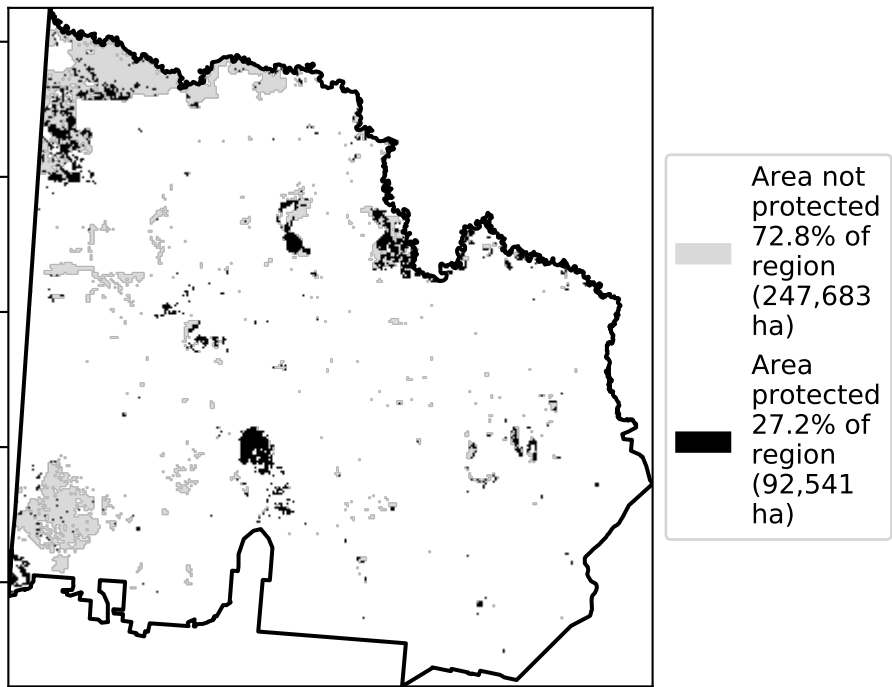 Area not
protected
72.8% of
region
(247,683
ha)
Area
protected
27.2% of
region
(92,541
ha)